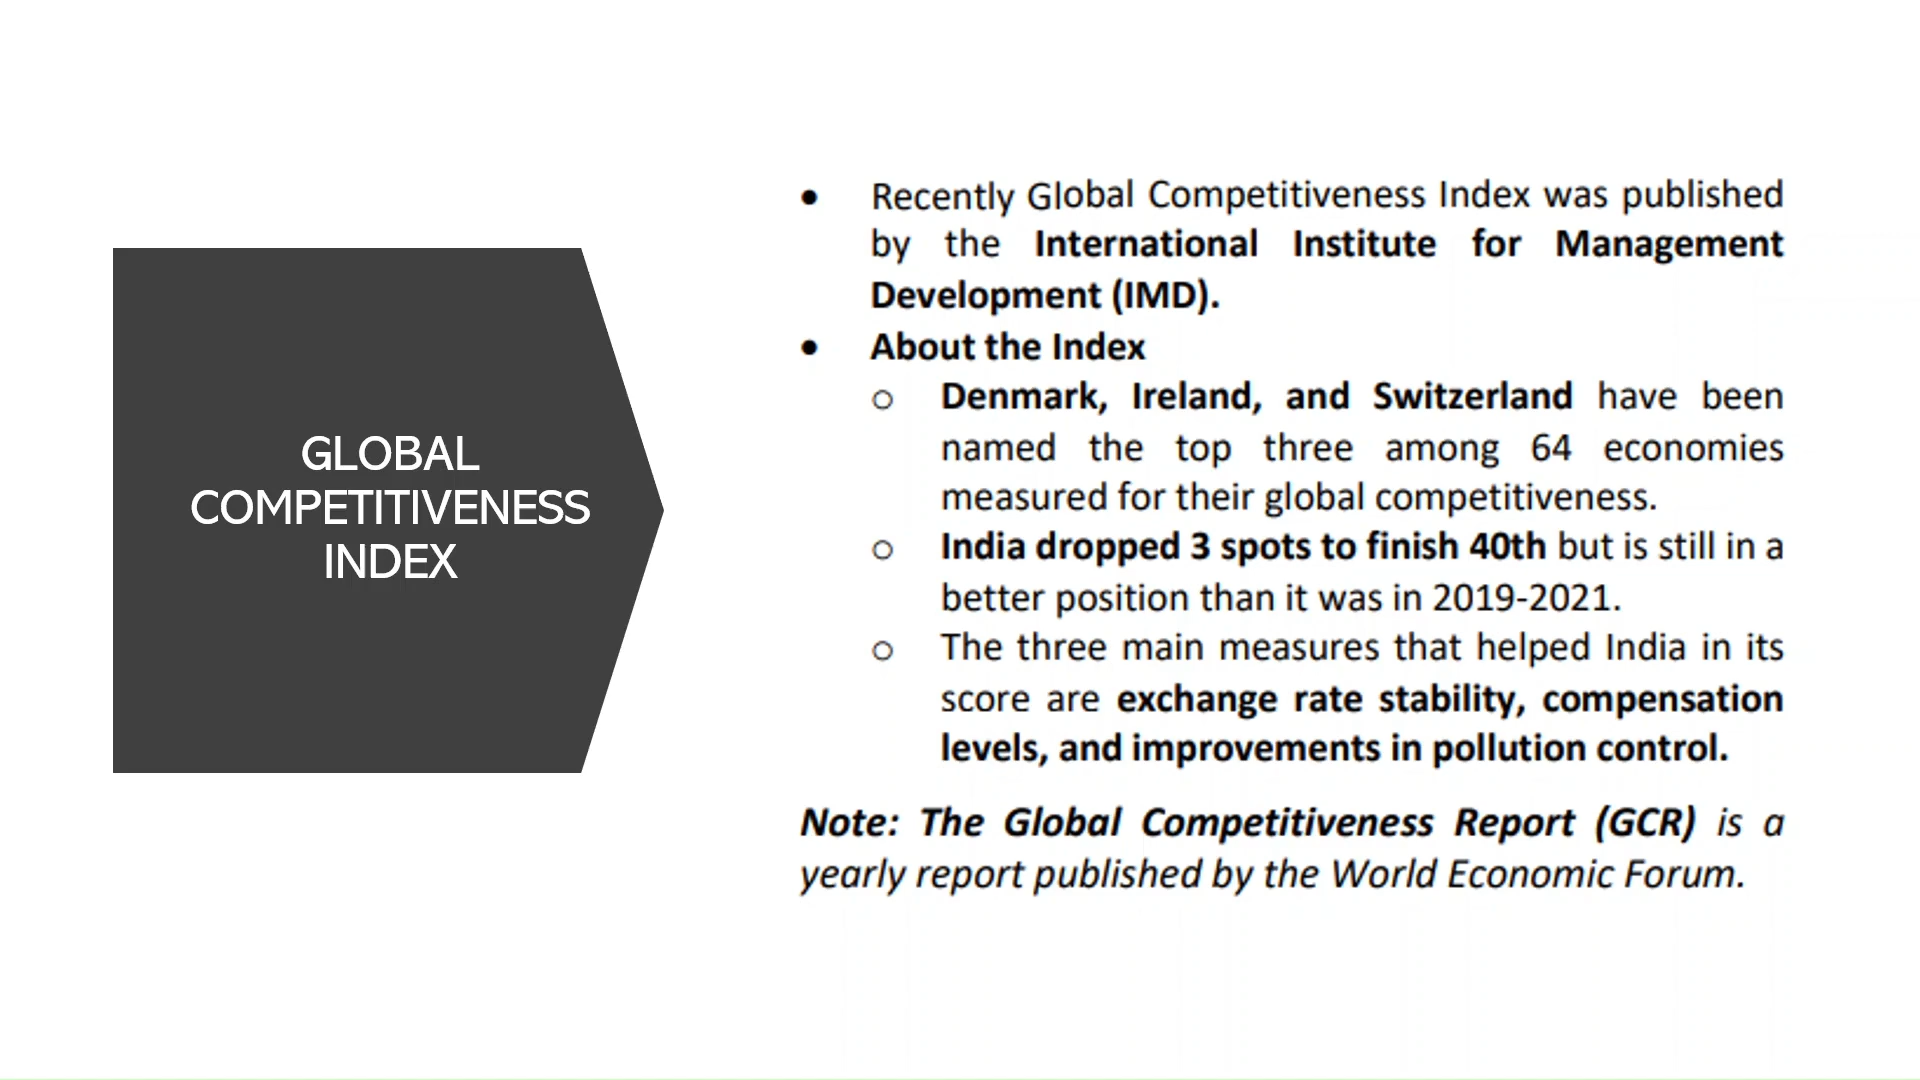 GLOBAL
COMPETITIVENESS
INDEX
• Recently Global Competitiveness Index was published
by the International Institute for Management
Development (IMD).
• About the Index
o Denmark, Ireland, and Switzerland have been
named the top three among 64 economies
measured for their global competitiveness.
o India dropped 3 spots to finish 40th but is still in a
better position than it was in 2019-2021.
o The three main measures that helped India in its
score are exchange rate stability, compensation
levels, and improvements in pollution control.
Note: The Global Competitiveness Report (GCR) is a
yearly report published by the World Economic Forum.